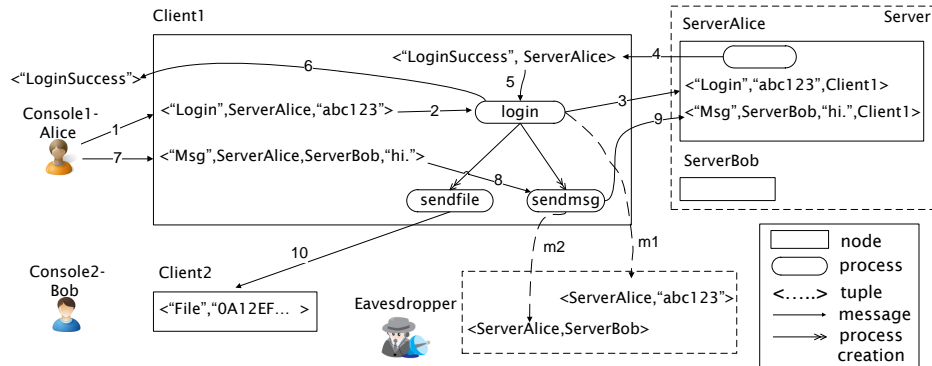 Client1
ServerAlice
Server
<“LoginSuccess”, ServerAlice>
4
6
5
<“LoginSuccess”>
<“Login”,“abc123”,Client1>
Console1-
Alice
1
<“Login”,ServerAlice,“abc123”>
2
login
3
<“Msg”,ServerBob,“hi.”,Client1>
9
7
<“Msg”,ServerAlice,ServerBob,“hi.”>
8
ServerBob
sendfile
sendmsg
10
m2
m1
node
process
<.....> tuple
message
process
creation
Console2-
Bob
Client2
<“File”,“0A12EF... >
Eavesdropper
<ServerAlice,“abc123”>
<ServerAlice,ServerBob>